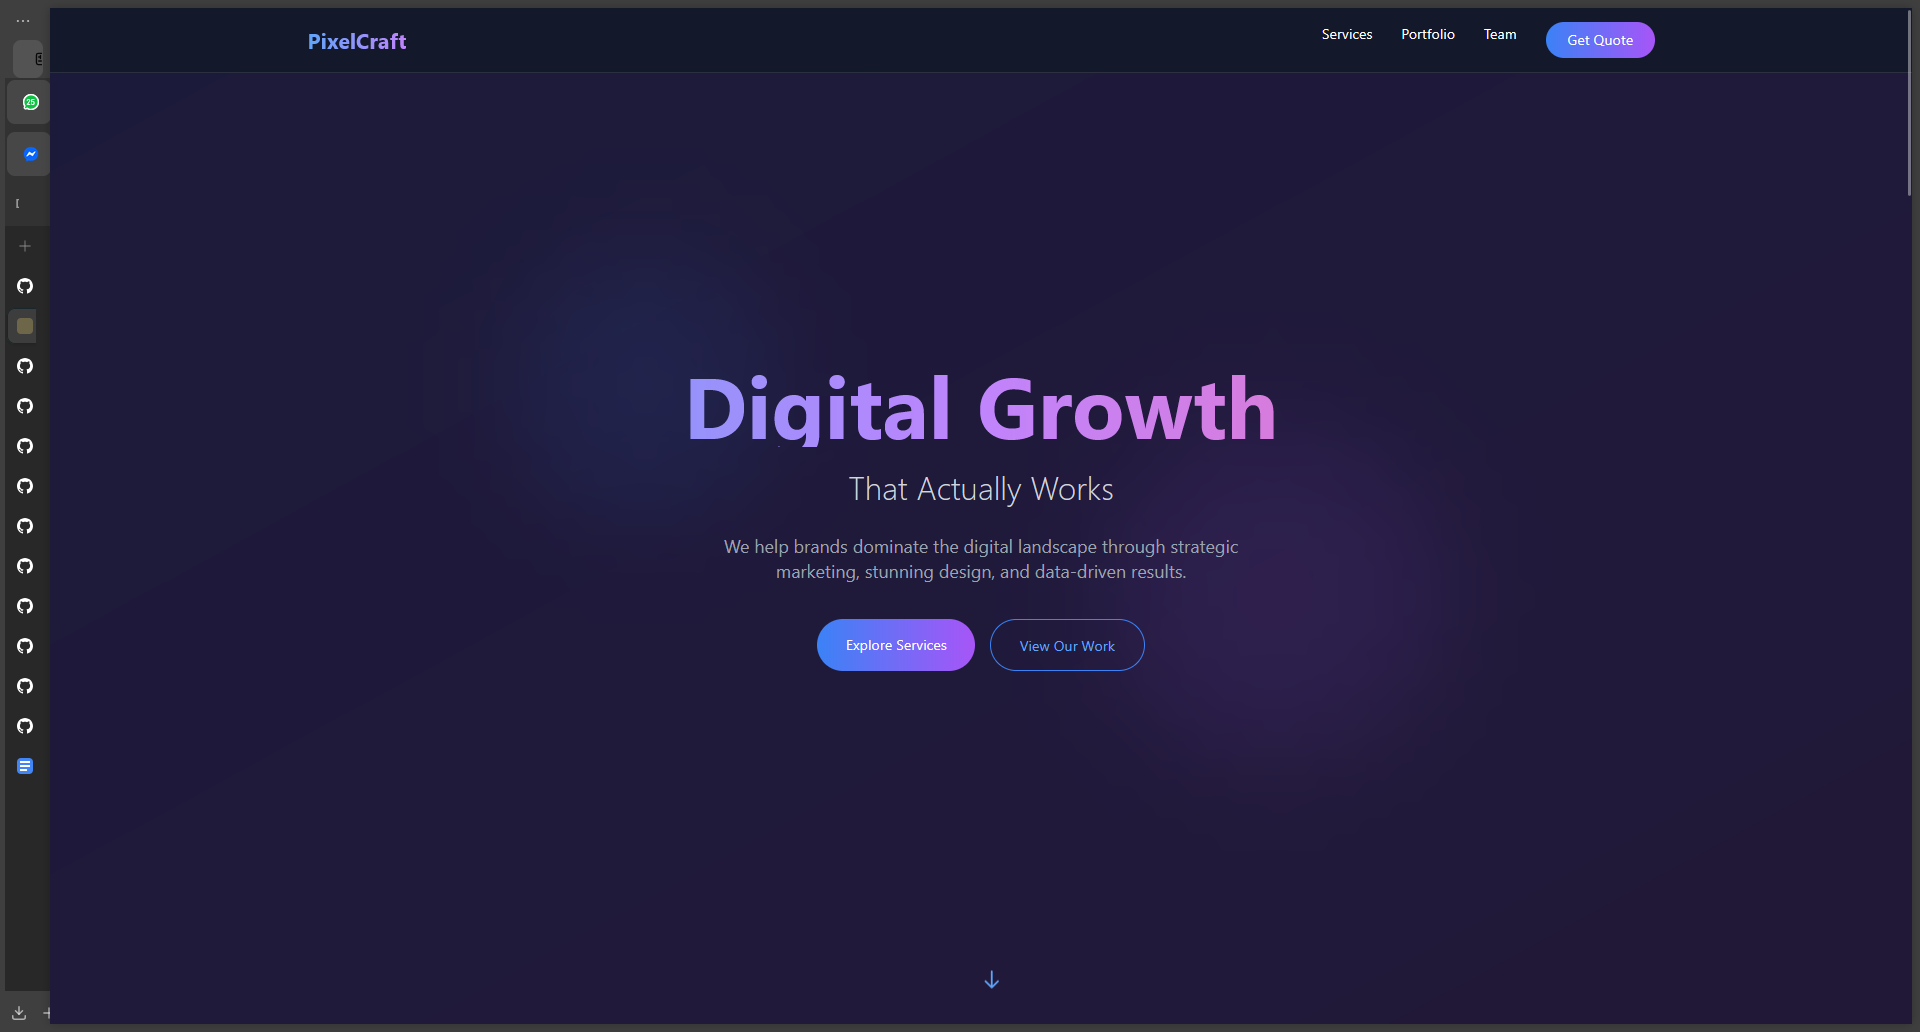 PixelCraft
Services
Portfolio
Team
Get Quote
25
Digital Growth
That Actually Works
We help brands dominate the digital landscape through strategic
marketing, stunning design, and data-driven results.
Explore Services
View Our Work